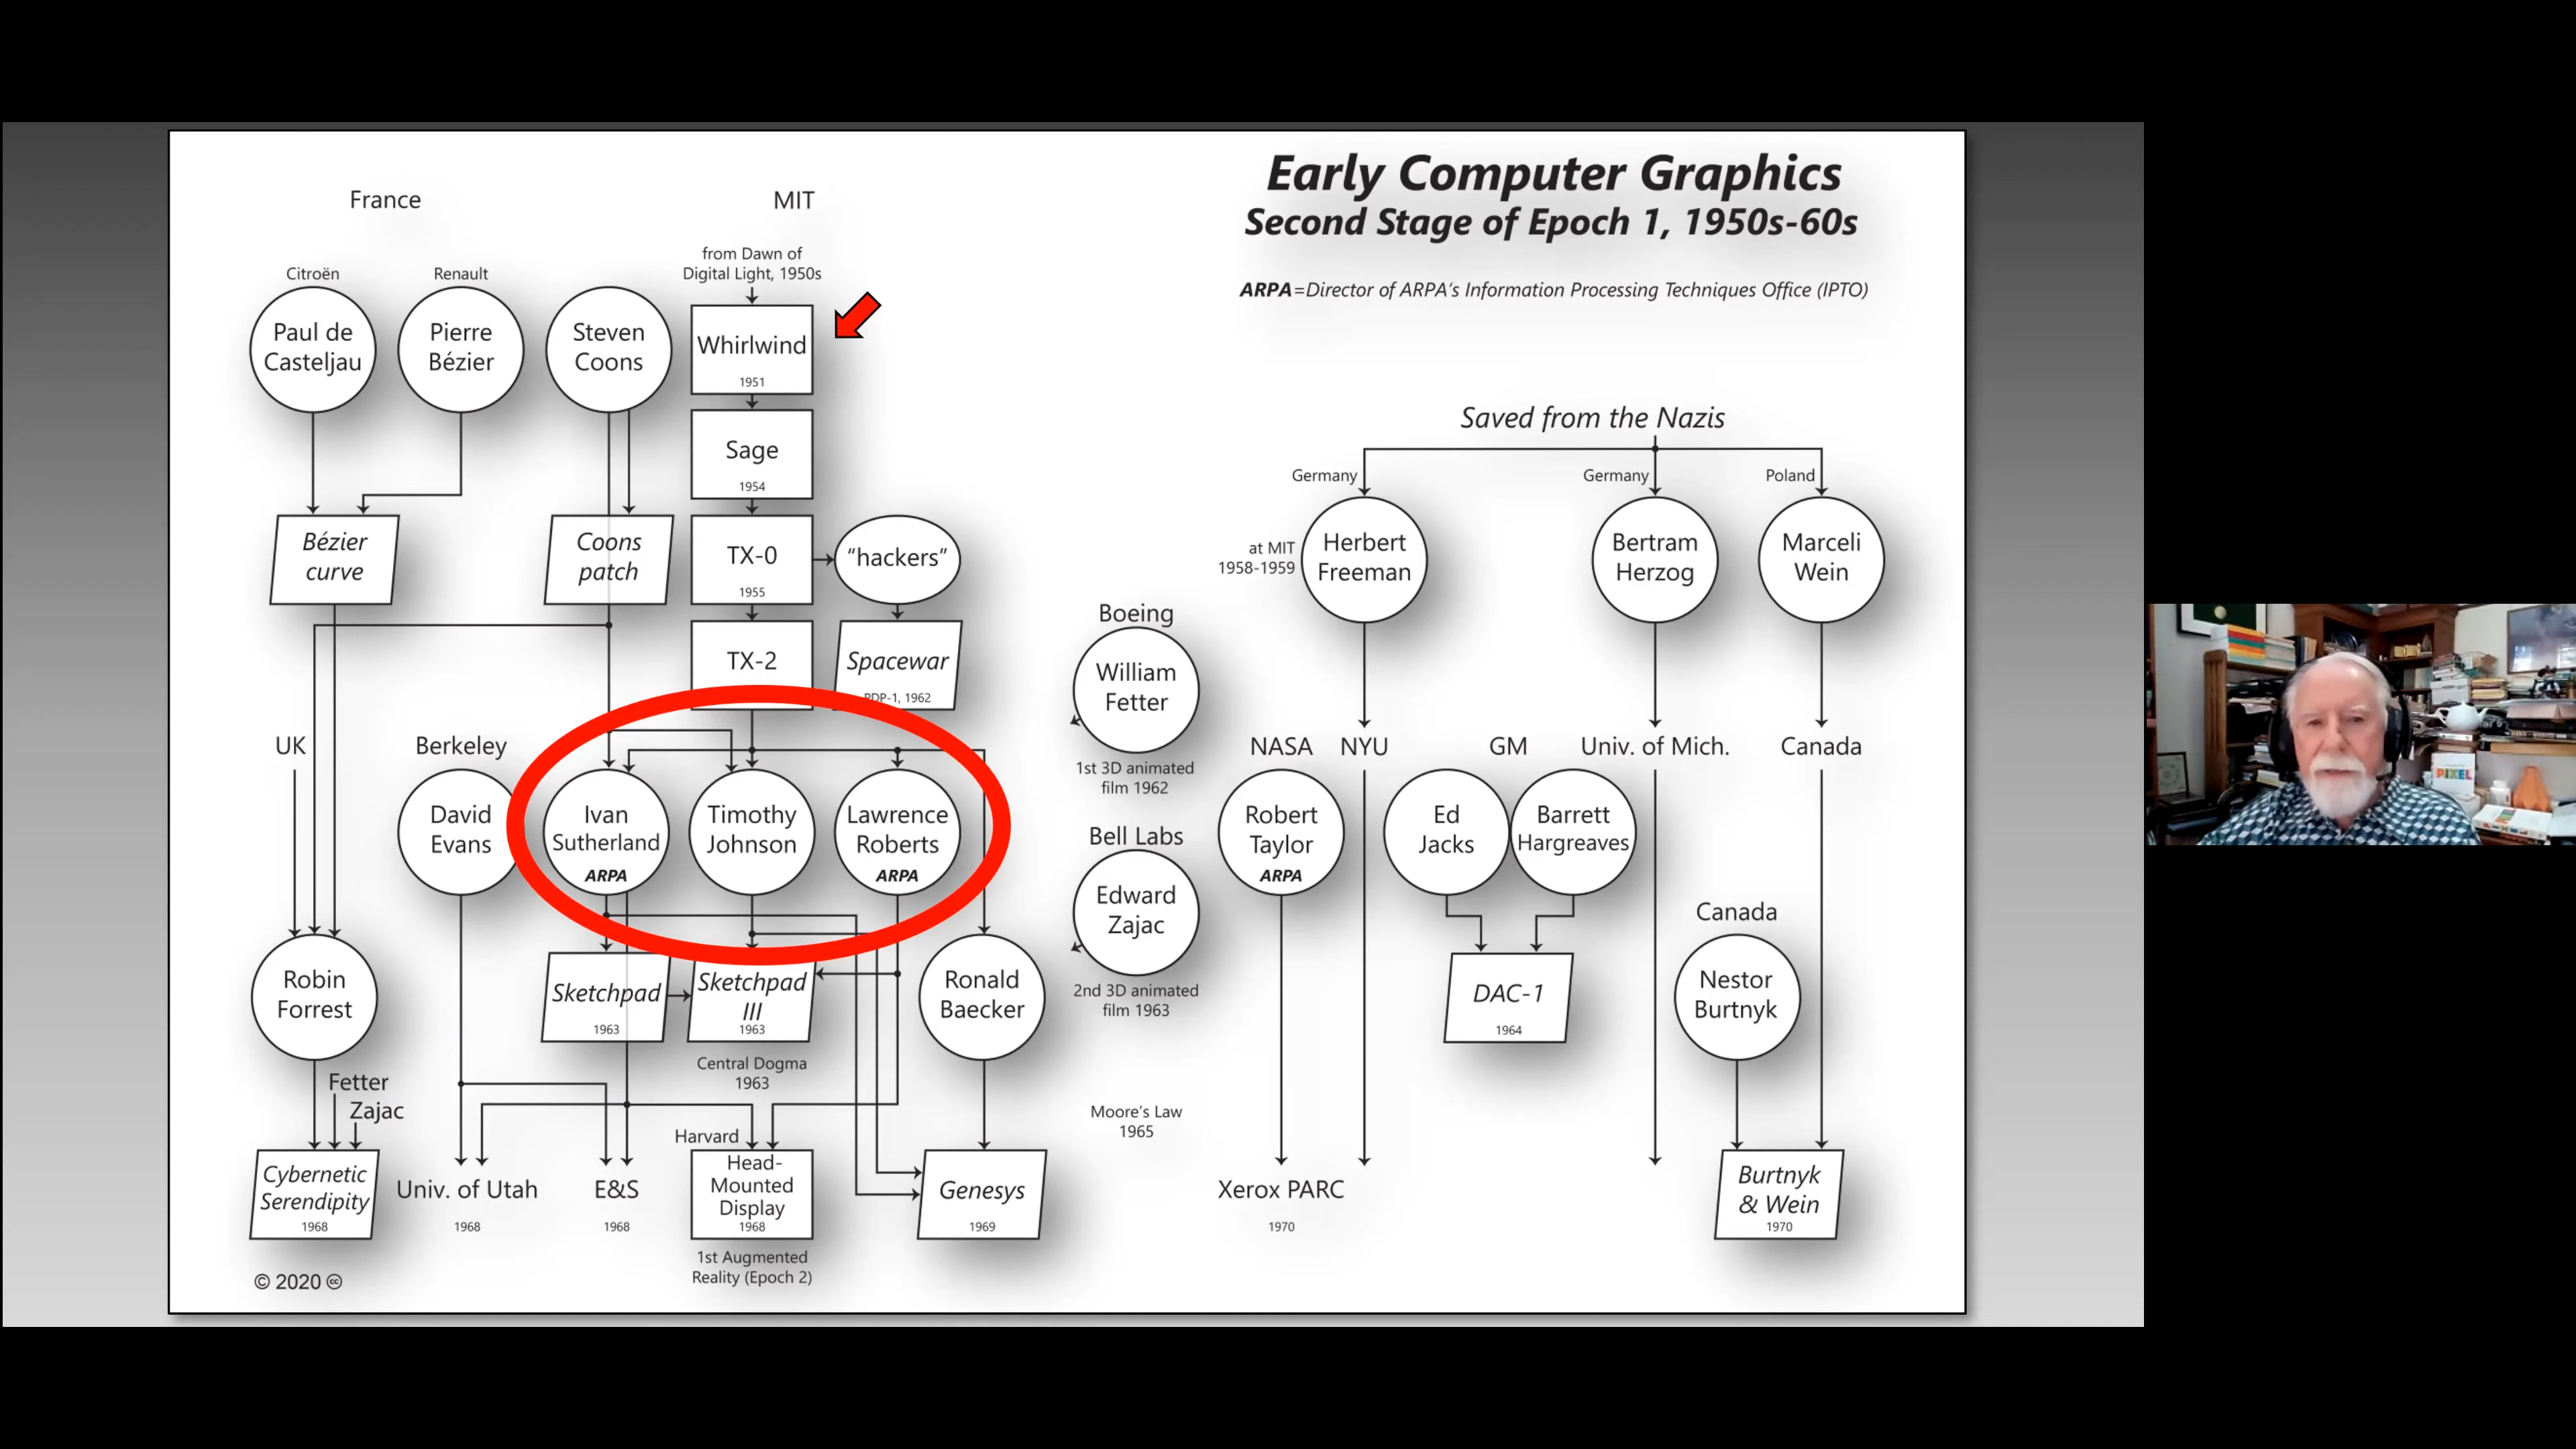 Early Computer Graphics
Second Stage of Epoch 1, 1950s-60s
ARPA=Director of ARPA's Information Processing Techniques Office (IPTO)
France
MIT
from Dawn of
Digital Light, 1950s
Citroën
Renault
Paul de
Casteljau
Pierre
Bézier
Steven
Coons
Whirlwind
1951
Sage
1954
Saved from the Nazis
Germany
Germany
Poland
Bézier
curve
Coons
patch
TX-0
1955
"hackers"
at MIT
1958-1959
Herbert
Freeman
Bertram
Herzog
Marceli
Wein
TX-2
Spacewar
PDP-1, 1962
Boeing
William
Fetter
1st 3D animated
film 1962
UK
Berkeley
NASA
NYU
GM
Univ. of Mich.
Canada
David
Evans
Ivan
Sutherland
ARPA
Timothy
Johnson
Lawrence
Roberts
ARPA
Bell Labs
Edward
Zajac
2nd 3D animated
film 1963
Robert
Taylor
ARPA
Ed
Jacks
Barrett
Hargreaves
Canada
Robin
Forrest
Sketchpad
1963
Sketchpad
III
1963
Central Dogma
1963
Ronald
Baecker
DAC-1
1964
Nestor
Burtnyk
Fetter
Zajac
Moore's Law
1965
Harvard
Cybernetic
Serendipity
1968
Univ. of Utah
1968
E&S
1968
Head-
Mounted
Display
1968
1st Augmented
Reality (Epoch 2)
Genesys
1969
Xerox PARC
1970
Burtnyk
& Wein
1970
© 2020 🄯
PIXEL